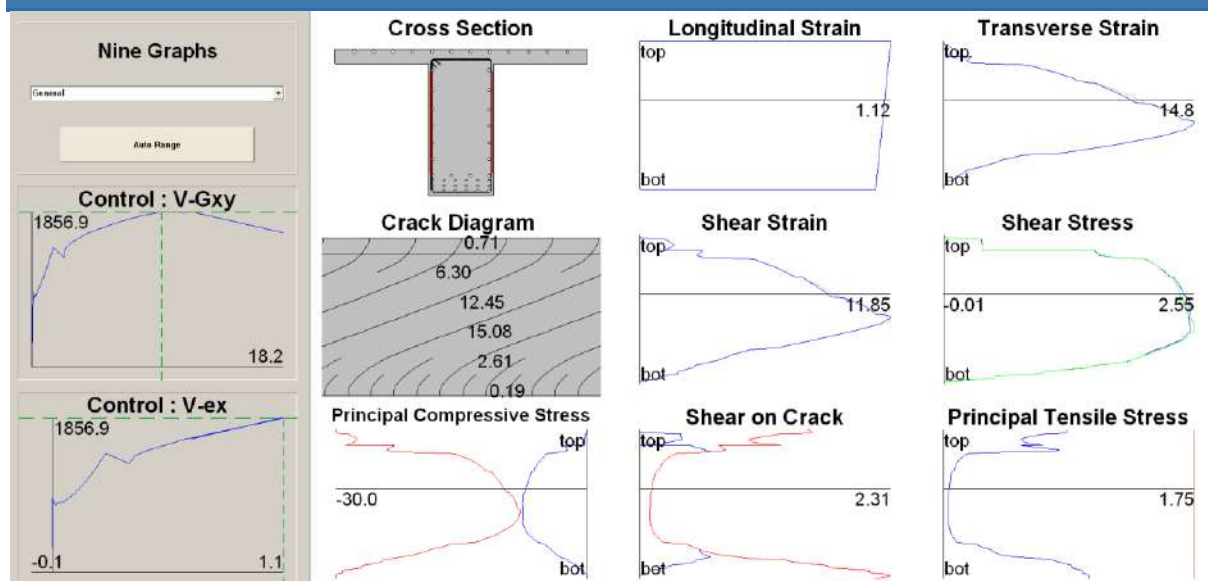 Nine Graphs
General
Auto Range
Control : V-Gxy
1856.9
18.2
Control : V-ex
1856.9
-0.1
1.1
Cross Section
Longitudinal Strain
top
1.12
bot
Transverse Strain
top
14.8
bot
Crack Diagram
0.71
6.30
12.45
15.08
2.61
0.19
Shear Strain
top
11.85
bot
Shear Stress
top
-0.01
2.55
bot
Principal Compressive Stress
top
-30.0
bot
Shear on Crack
top
2.31
bot
Principal Tensile Stress
top
1.75
bot